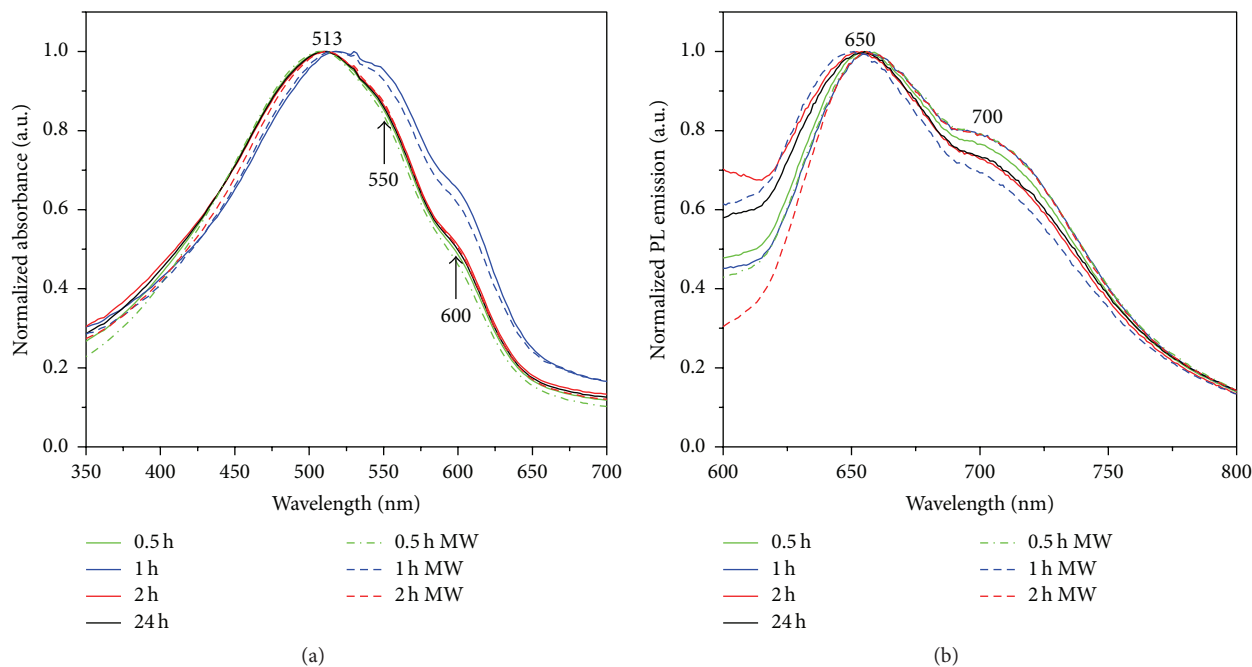 513
1.0
0.8
0.6
0.4
0.2
0.0
Normalized absorbance (a.u.)
550
600
350 400 450 500 550 600 650 700
Wavelength (nm)
0.5 h
1 h
2 h
24 h
0.5 h MW
1 h MW
2 h MW
(a)
650
700
1.0
0.8
0.6
0.4
0.2
0.0
Normalized PL emission (a.u.)
600 650 700 750 800
Wavelength (nm)
0.5 h
1 h
2 h
24 h
0.5 h MW
1 h MW
2 h MW
(b)